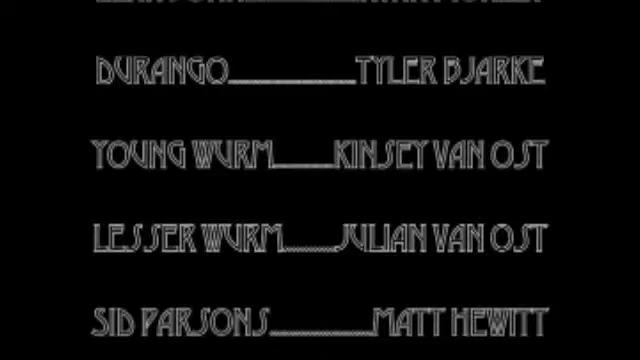 DURANGO..........TYLER BJARKE
YOUNG WURM..........KINSEY VAN OST
LESSER WURM..........JULIAN VAN OST
SID PARSONS..........MATT HEWITT